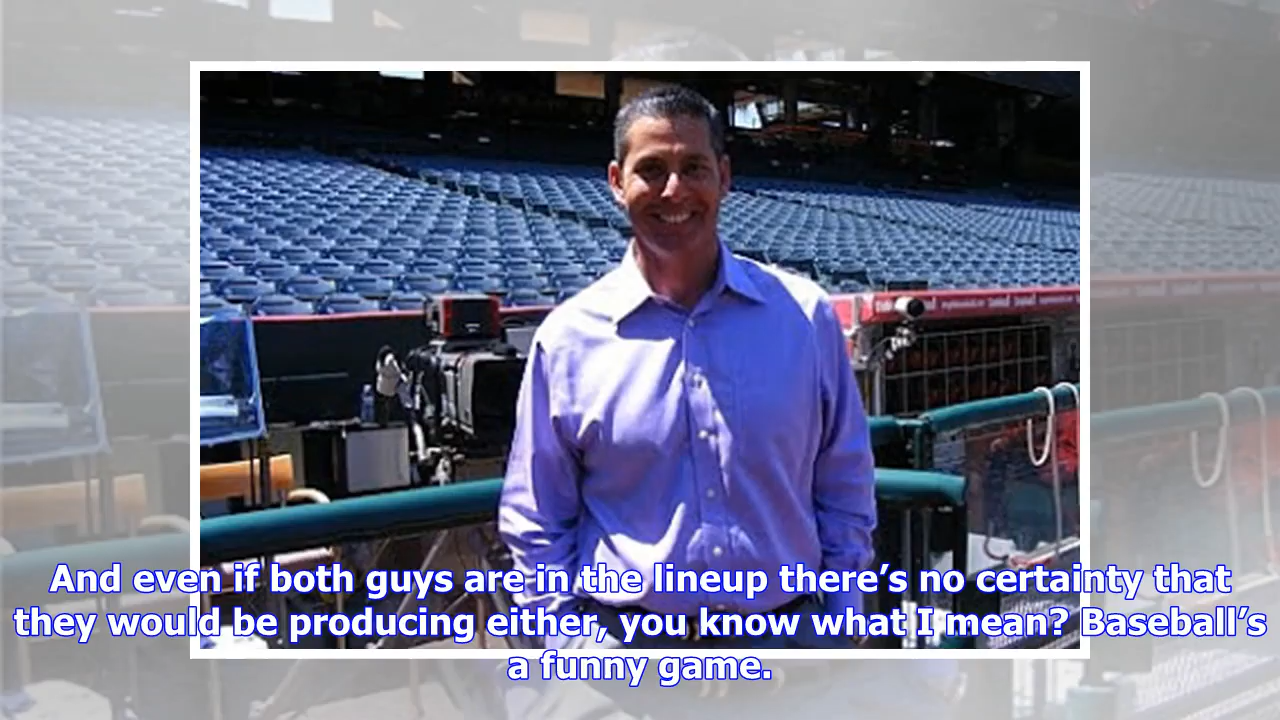 And even if both guys are in the lineup there’s no certainty that
they would be producing either, you know what I mean? Baseball’s
a funny game.